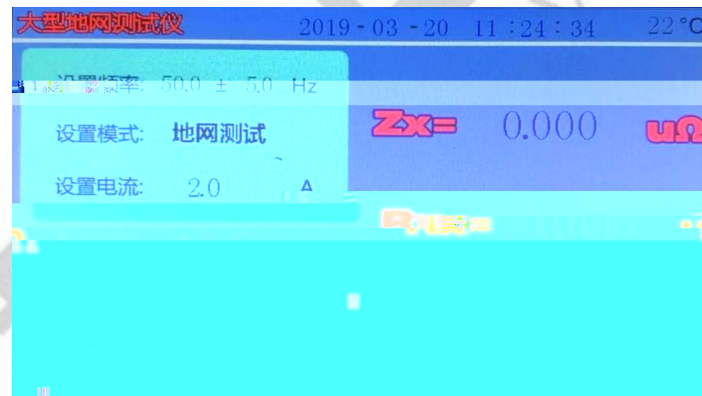 大型地网测试仪 2019-03-20 11:24:34 22℃
设置频率: 50.0 ± 5.0 Hz
设置模式: 地网测试
Zx= 0.000 uΩ
设置电流: 2.0 A